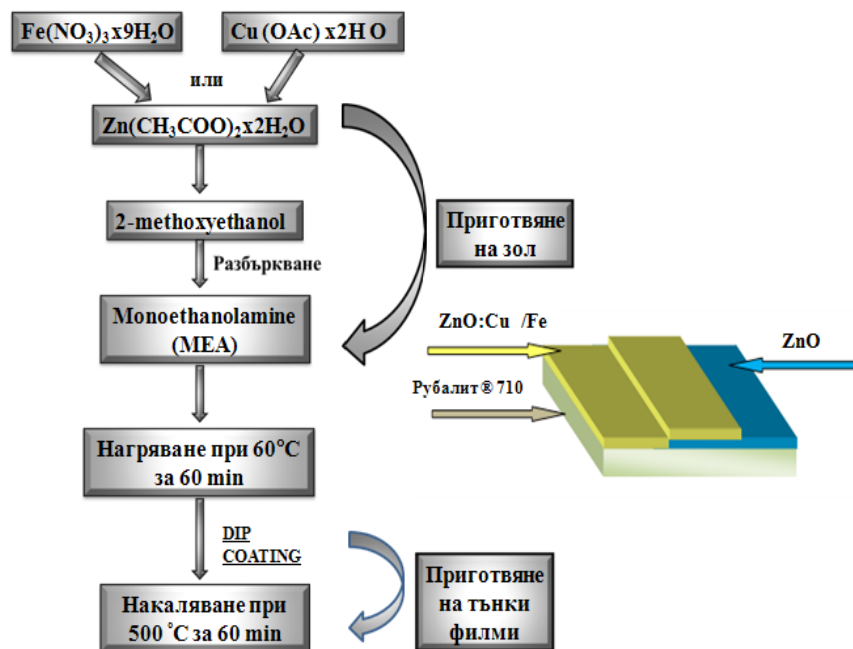 Fe(NO₃)₃x9H₂O
Cu (OAc) x2H O
или
Zn(CH₃COO)₂x2H₂O
2-methoxyethanol
Разбъркване
Monoethanolamine
(MEA)
Приготвяне
на зол
Нагряване при 60°C
за 60 min
DIP
COATING
Накаляване при
500 °C за 60 min
Приготвяне
на тънки
филми
ZnO:Cu /Fe
ZnO
Рубалит® 710